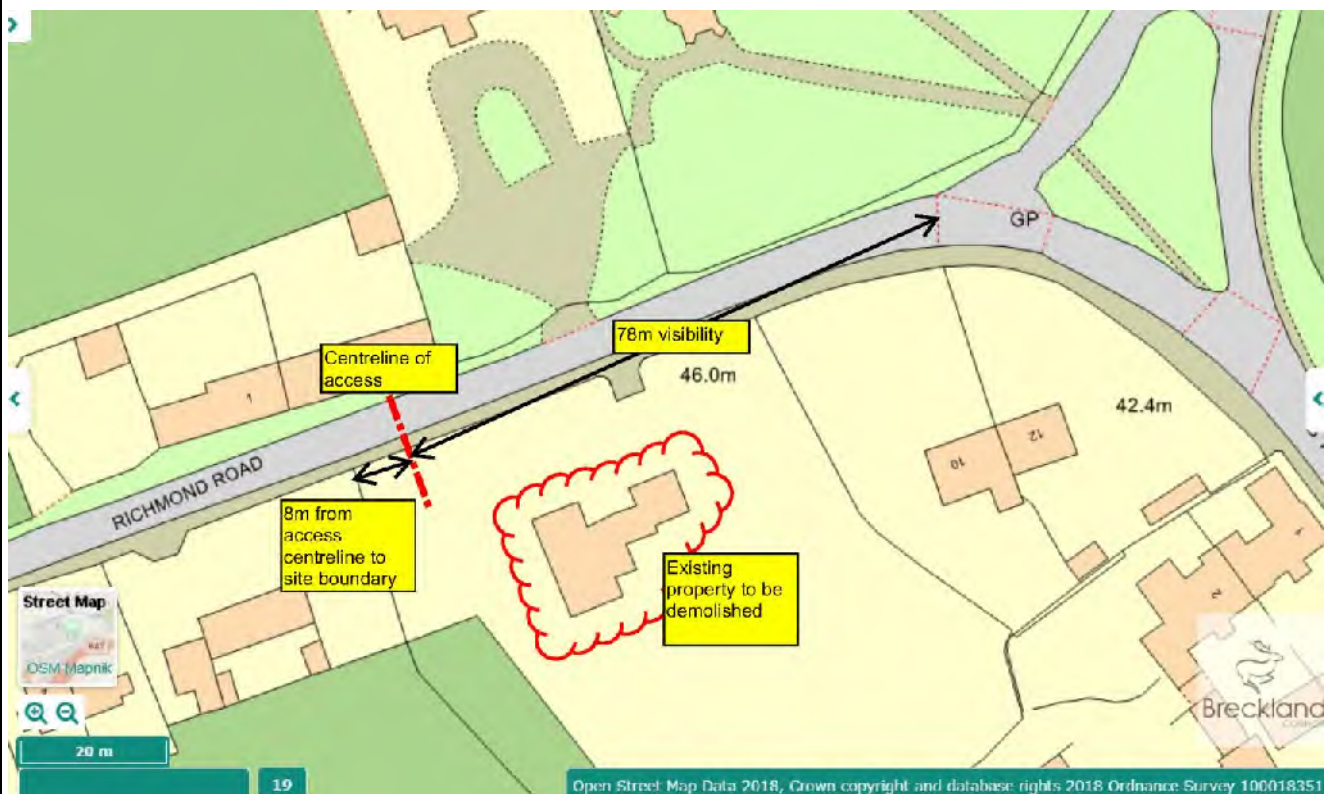 GP
78m visibility
46.0m
Centreline of
access
1
42.4m
RICHMOND ROAD
12
10
8m from
access
centreline to
site boundary
Existing
property to be
demolished
Street Map
OSM Mapnik
2
Breckland
20 m
19
Open Street Map Data 2018, Crown copyright and database rights 2018 Ordnance Survey 100018351